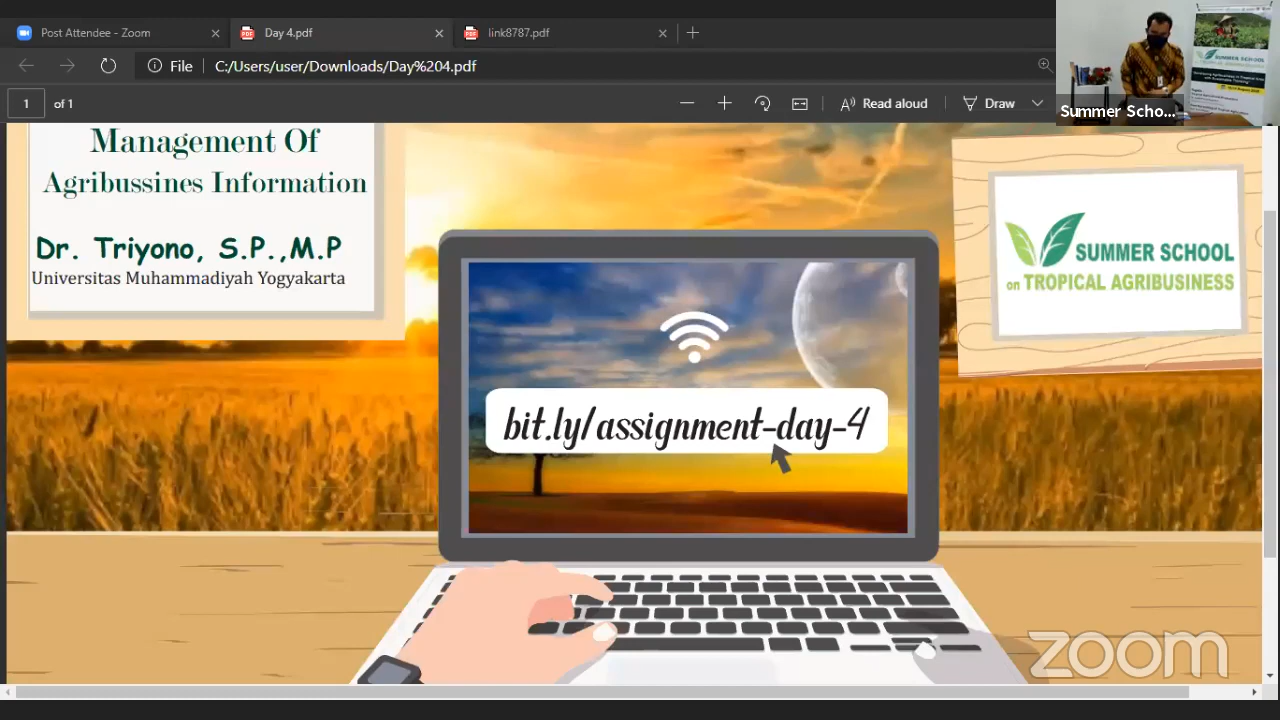 Post Attendee - Zoom
Day 4.pdf
link8787.pdf
File
C:/Users/user/Downloads/Day%204.pdf
1
of 1
Read aloud
Draw
Summer Scho...
SUMMER SCHOOL
Management Of
Agribussines Information
Dr. Triyono, S.P.,M.P
Universitas Muhammadiyah Yogyakarta
SUMMER SCHOOL
on TROPICAL AGRIBUSINESS
bit.ly/assignment-day-4
zoom